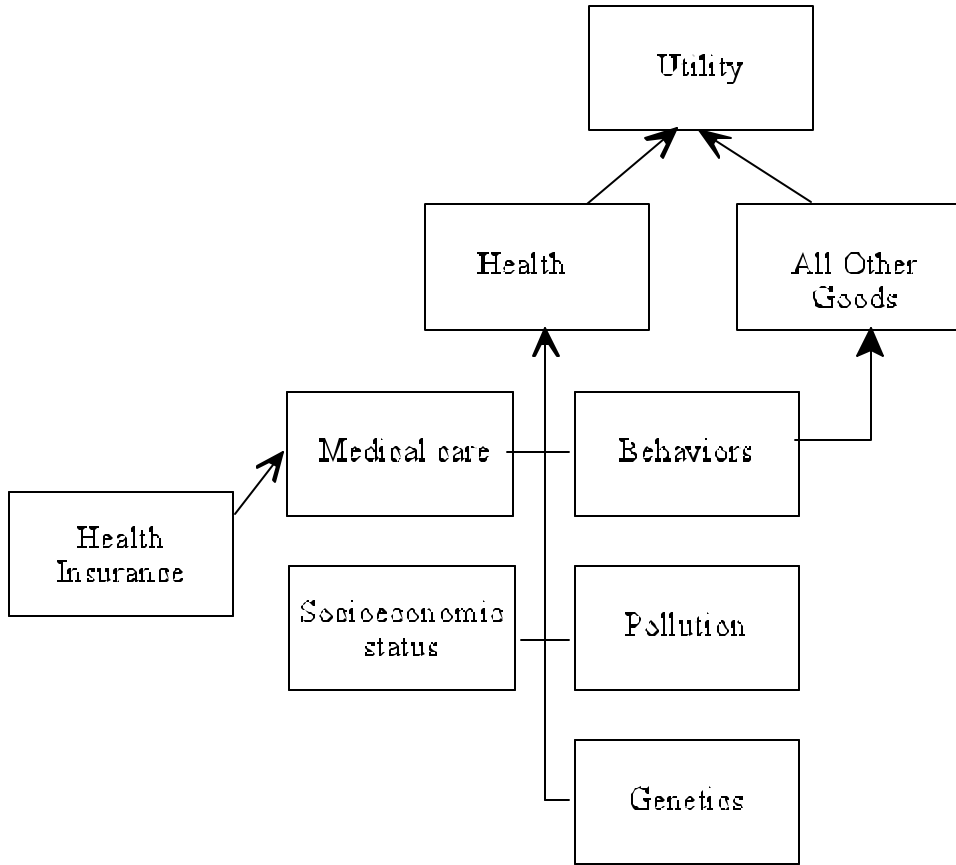 Utility
Health
All Other
Goods
Medical care
Behaviors
Health
Insurance
Socioeconomic
status
Pollution
Genetics